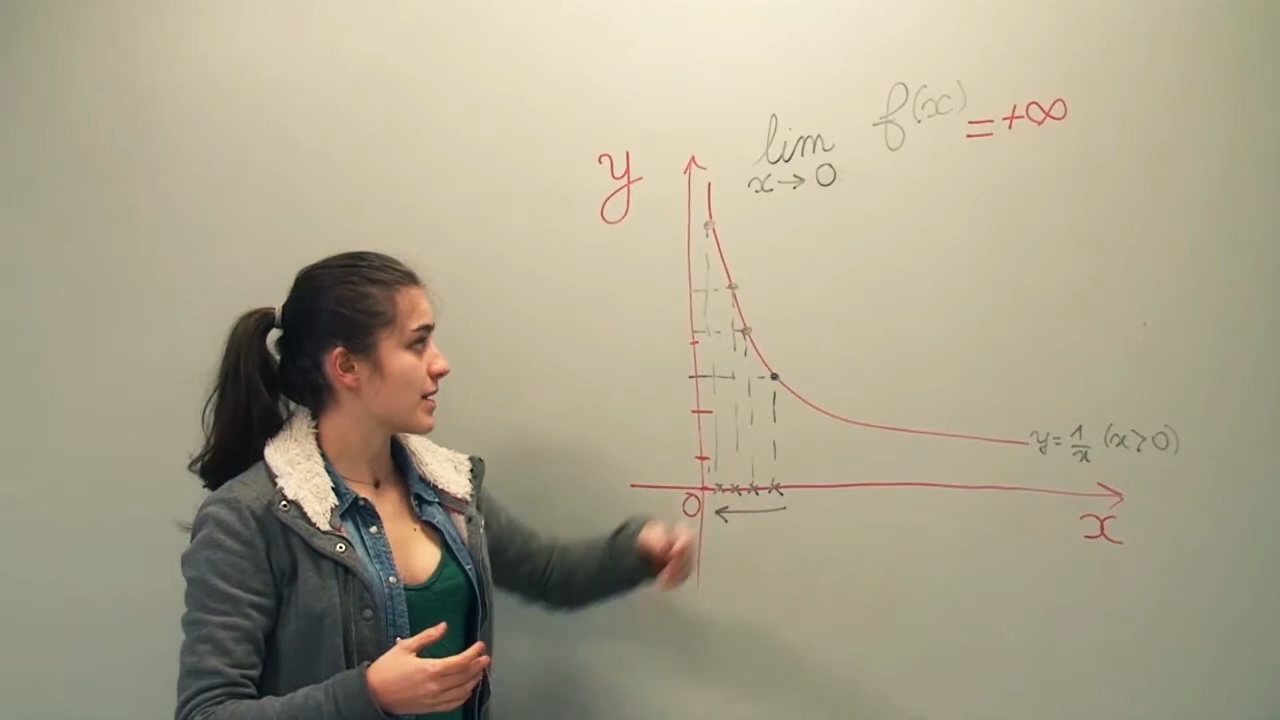 lim f(x) = +∞
x → 0
y
y = 1/x (x > 0)
0
x